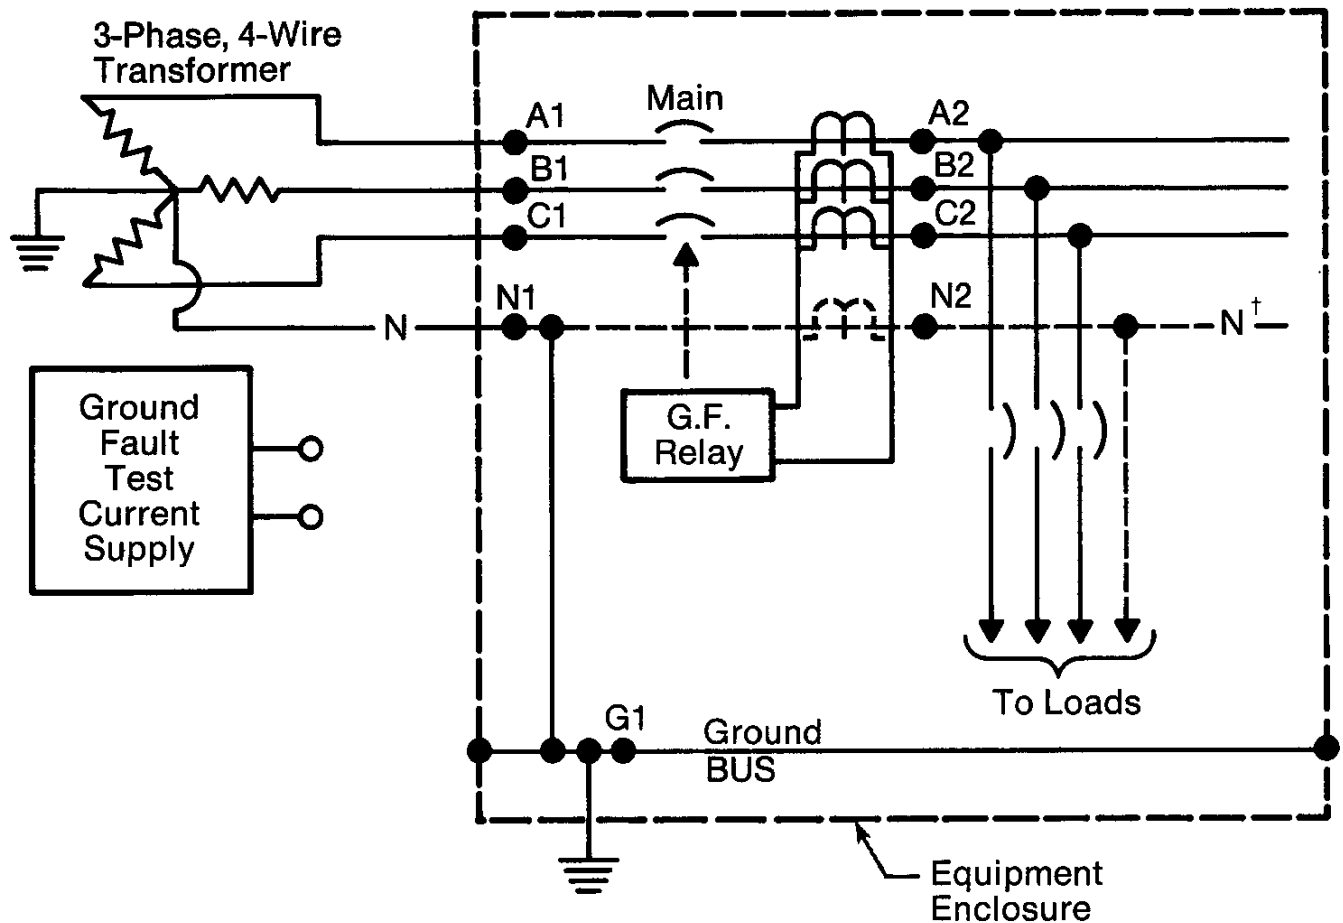 3-Phase, 4-Wire
Transformer
Main
A1
A2
B1
B2
C1
C2
N1
N2
N
N†
Ground
Fault
Test
Current
Supply
G.F.
Relay
To Loads
G1
Ground
BUS
Equipment
Enclosure